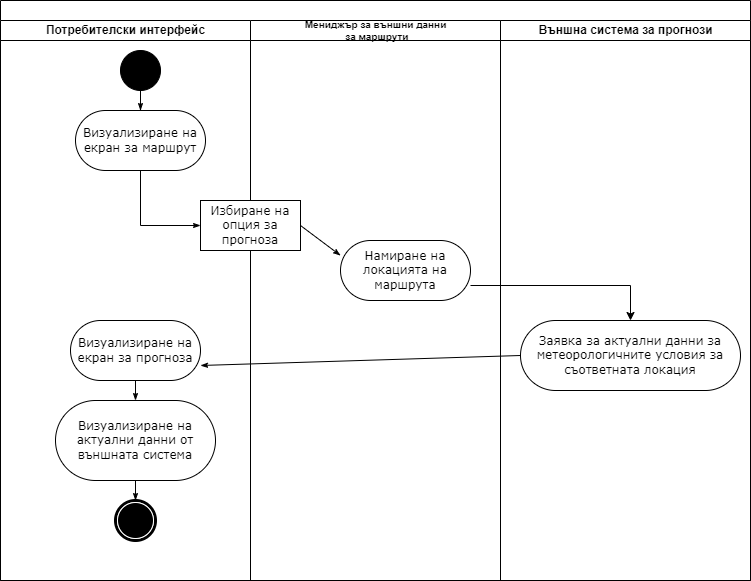 Потребителски интерфейс
Мениджър за външни данни
за маршрути
Външна система за прогнози
Визуализиране на
екран за маршрут
Избиране на
опция за
прогноза
Намиране на
локацията на
маршрута
Заявка за актуални данни за
метеорологичните условия за
съответната локация
Визуализиране на
екран за прогноза
Визуализиране на
актуални данни от
външната система